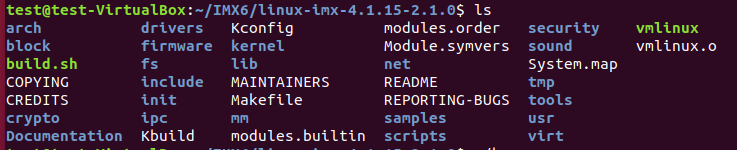 test@test-VirtualBox:~/IMX6/linux-imx-4.1.15-2.1.0$ ls
arch drivers Kconfig modules.order security vmlinux
block firmware kernel Module.symvers sound vmlinux.o
build.sh fs lib net System.map
COPYING include MAINTAINERS README tmp
CREDITS init Makefile REPORTING-BUGS tools
crypto ipc mm samples usr
Documentation Kbuild modules.builtin scripts virt